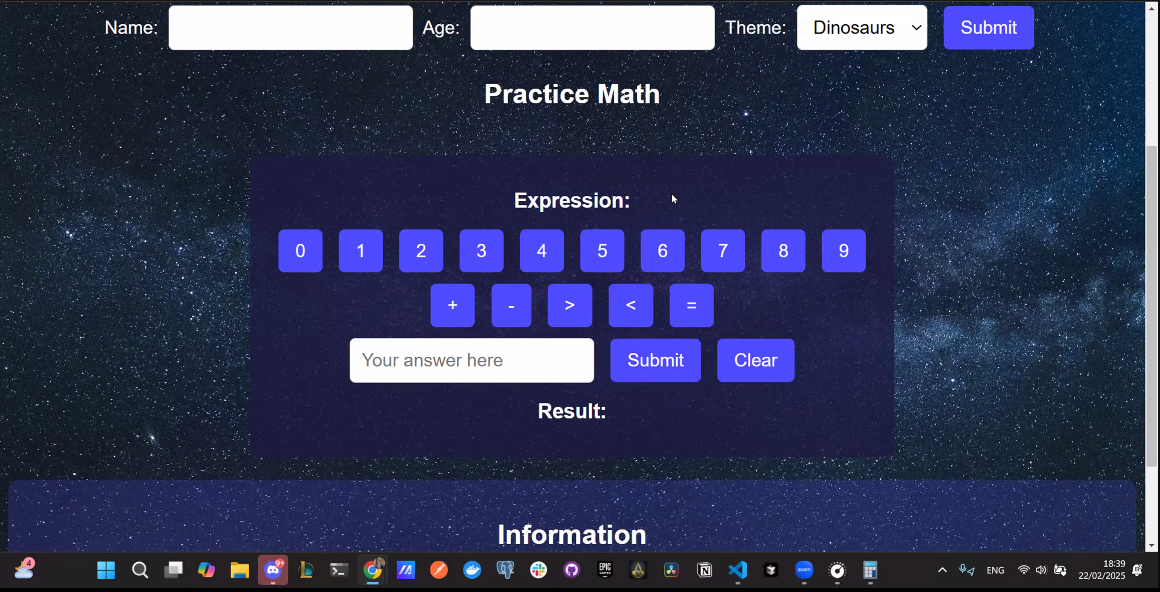 Name: Age: Theme: Dinosaurs Submit
Practice Math
Expression:
0 1 2 3 4 5 6 7 8 9
+ - > < =
Your answer here Submit Clear
Result:
Information
4 9+ EPIC GAMES zoom ENG 18:39
22/02/2025